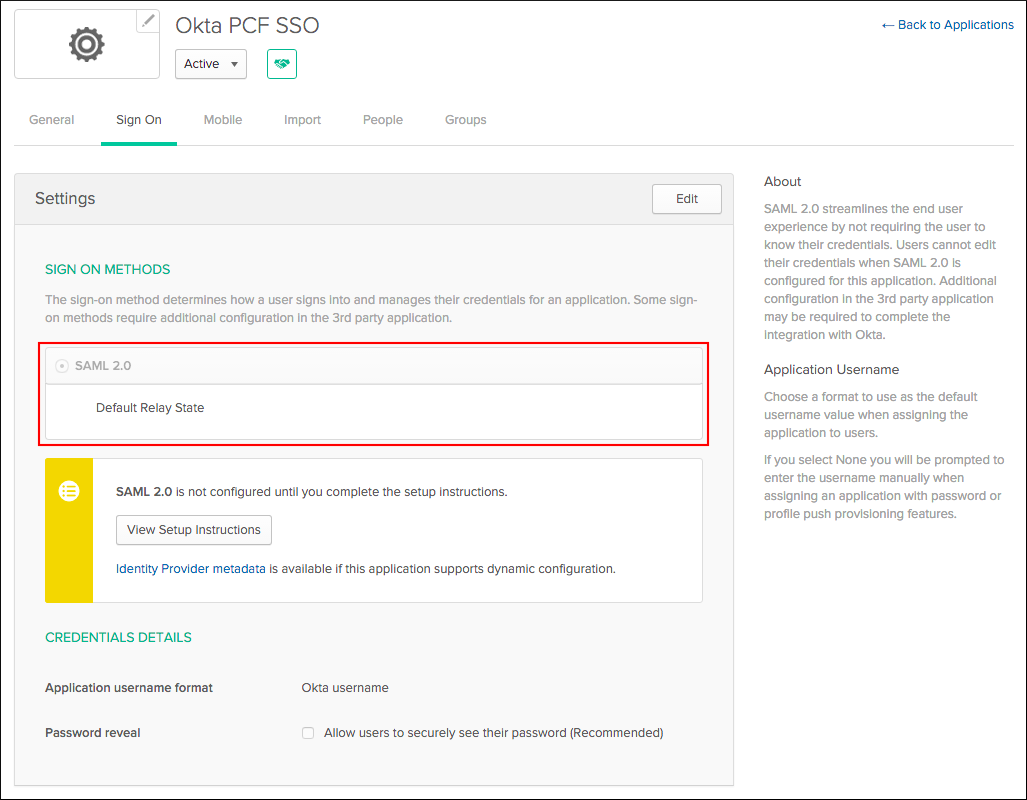 Okta PCF SSO
← Back to Applications
Active
General
Sign On
Mobile
Import
People
Groups
Settings
Edit
SIGN ON METHODS
The sign-on method determines how a user signs into and manages their credentials for an application. Some sign-
on methods require additional configuration in the 3rd party application.
SAML 2.0
Default Relay State
SAML 2.0 is not configured until you complete the setup instructions.
View Setup Instructions
Identity Provider metadata is available if this application supports dynamic configuration.
CREDENTIALS DETAILS
Application username format
Okta username
Password reveal
Allow users to securely see their password (Recommended)
About
SAML 2.0 streamlines the end user
experience by not requiring the user to
know their credentials. Users cannot edit
their credentials when SAML 2.0 is
configured for this application. Additional
configuration in the 3rd party application
may be required to complete the
integration with Okta.
Application Username
Choose a format to use as the default
username value when assigning the
application to users.
If you select None you will be prompted to
enter the username manually when
assigning an application with password or
profile push provisioning features.